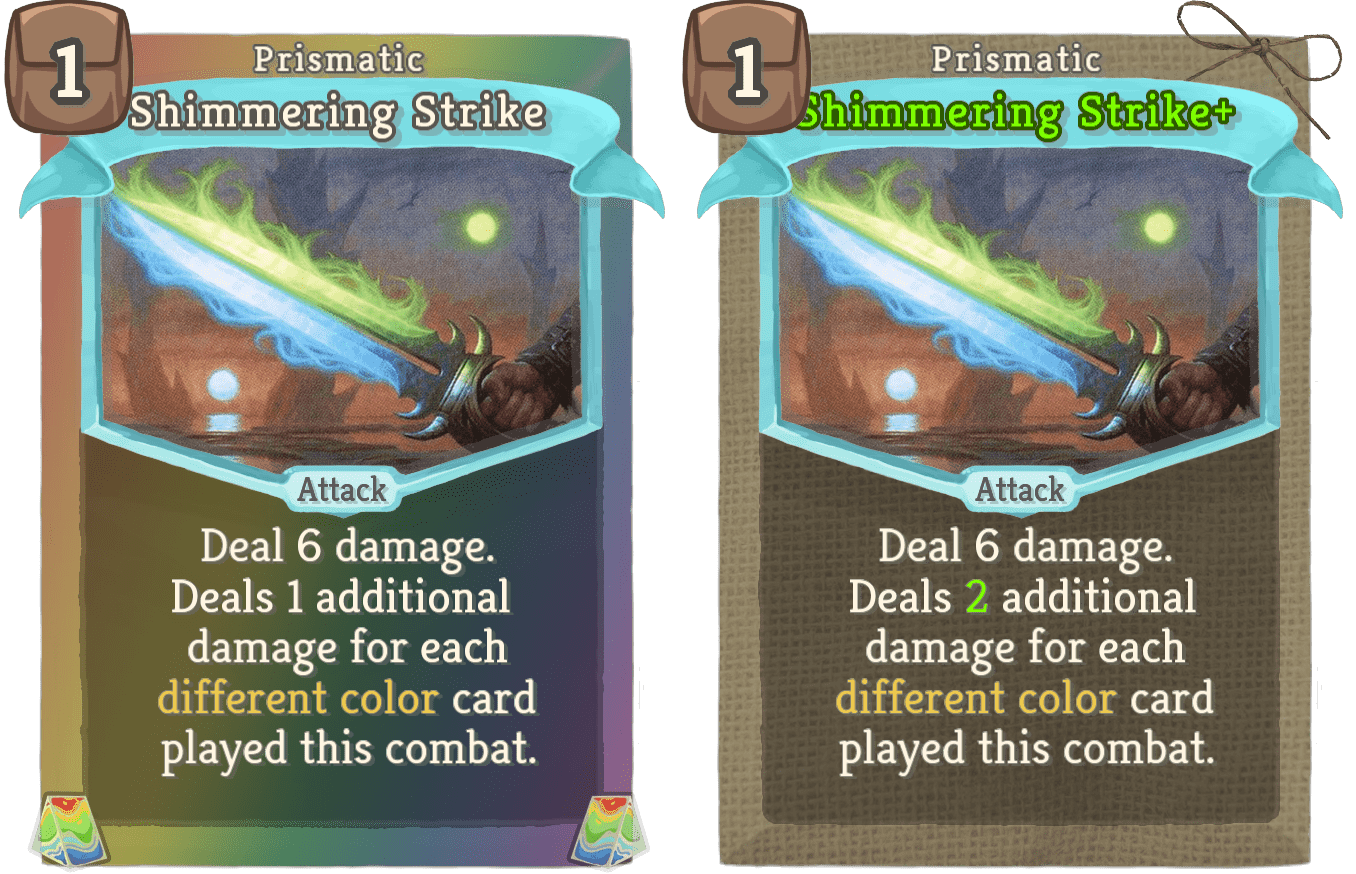 1
Prismatic
Shimmering Strike
Attack
Deal 6 damage.
Deals 1 additional
damage for each
different color card
played this combat.
1
Prismatic
Shimmering Strike+
Attack
Deal 6 damage.
Deals 2 additional
damage for each
different color card
played this combat.